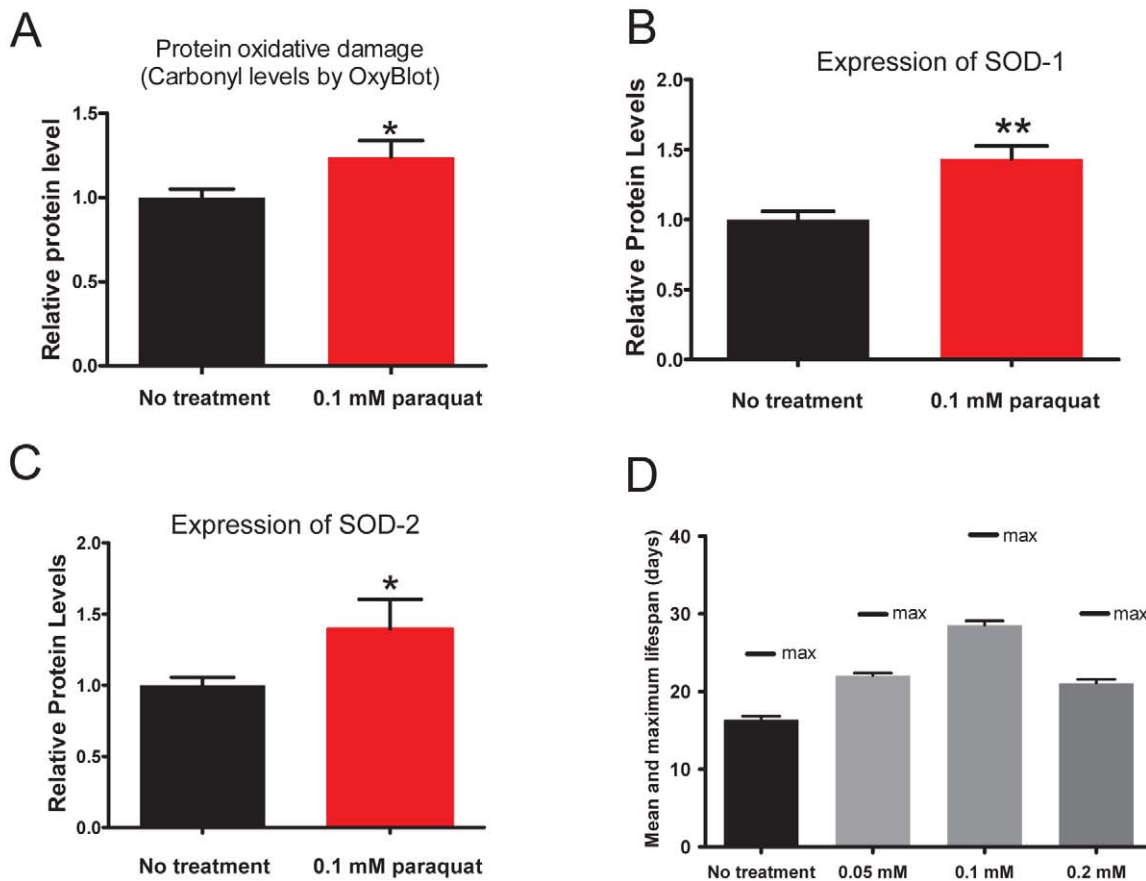 A
Protein oxidative damage
(Carbonyl levels by OxyBlot)
Relative protein level
1.5
1.0
0.5
0.0
*
No treatment
0.1 mM paraquat
B
Expression of SOD-1
Relative Protein Levels
2.0
1.5
1.0
0.5
0.0
**
No treatment
0.1 mM paraquat
C
Expression of SOD-2
Relative Protein Levels
2.0
1.5
1.0
0.5
0.0
*
No treatment
0.1 mM paraquat
D
Mean and maximum lifespan (days)
40
30
20
10
0
max
max
max
max
No treatment
0.05 mM
0.1 mM
0.2 mM